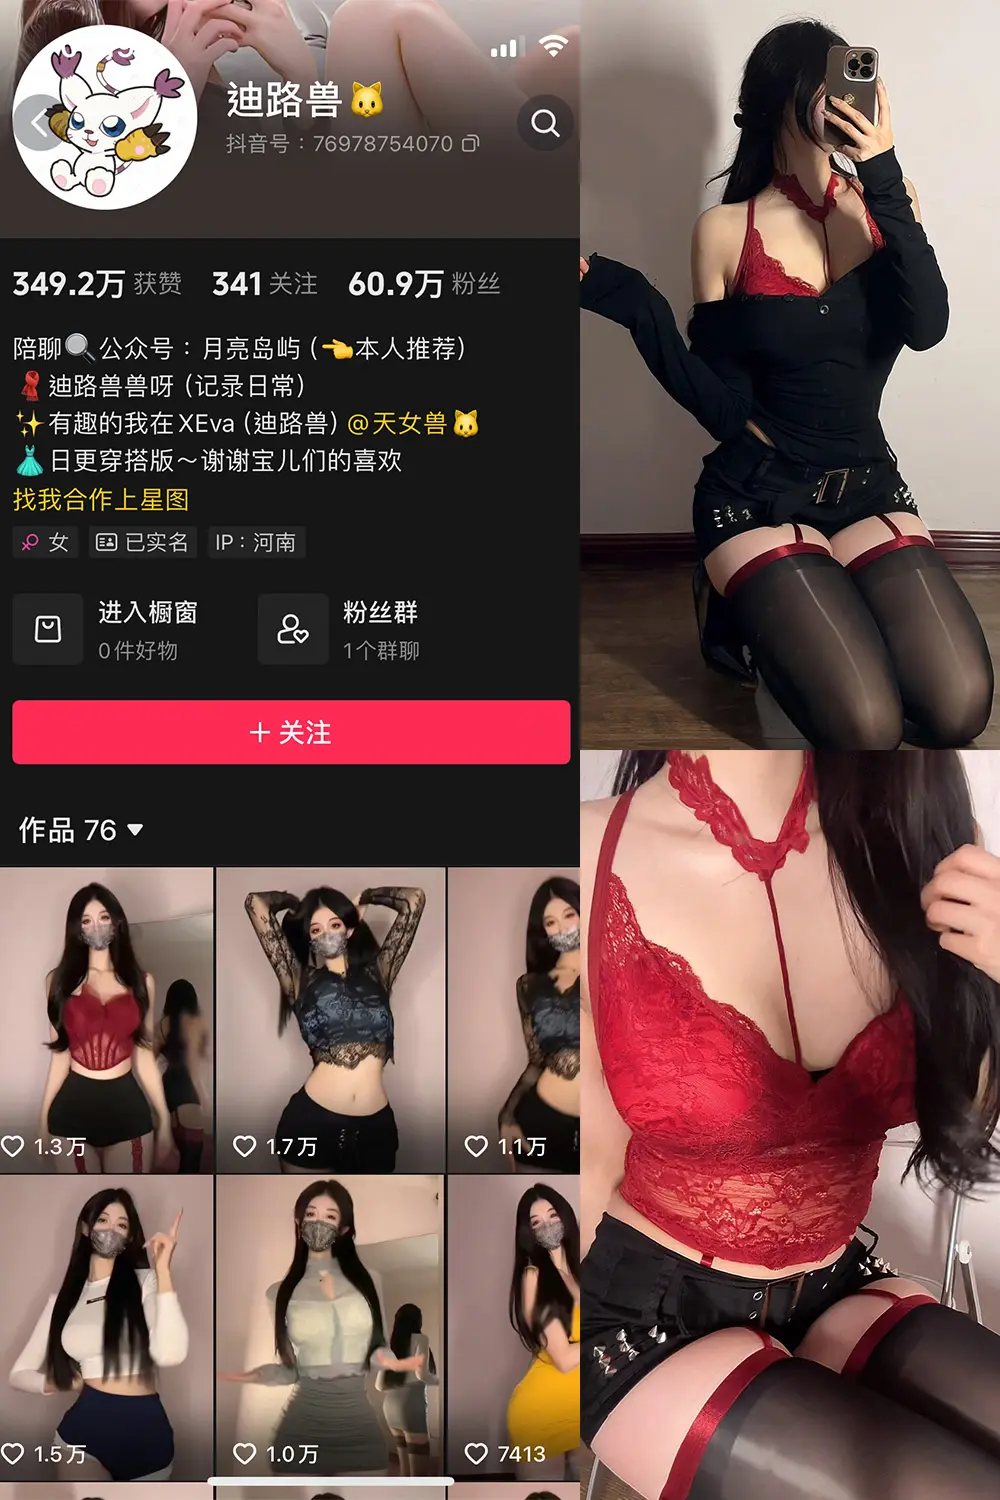 迪路兽🐱
抖音号：76978754070
349.2万 获赞 341 关注 60.9万 粉丝
陪聊🔍公众号：月亮岛屿（👈本人推荐）
🧣迪路兽兽呀（记录日常）
✨有趣的我在XEva（迪路兽）@天女兽🐱
👗日更穿搭版～谢谢宝儿们的喜欢
找我合作上星图
女 已实名 IP：河南
进入橱窗 粉丝群
0件好物 1个群聊
＋关注
作品 76
1.3万 1.7万 1.1万
1.5万 1.0万 7413